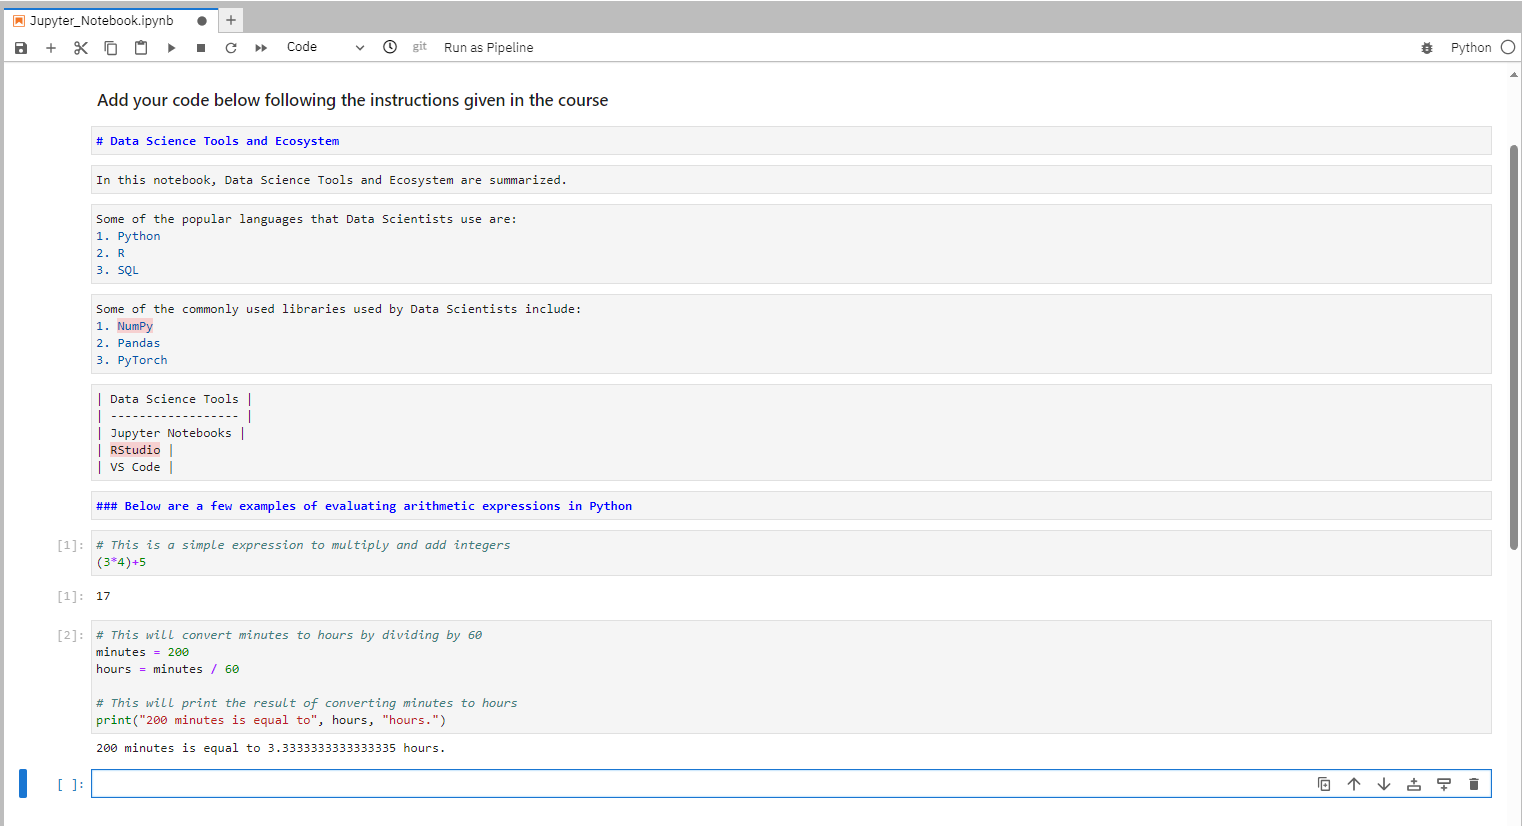 Jupyter_Notebook.ipynb
Code git Run as Pipeline Python
Add your code below following the instructions given in the course
# Data Science Tools and Ecosystem
In this notebook, Data Science Tools and Ecosystem are summarized.
Some of the popular languages that Data Scientists use are:
1. Python
2. R
3. SQL
Some of the commonly used libraries used by Data Scientists include:
1. NumPy
2. Pandas
3. PyTorch
| Data Science Tools |
| ------------------ |
| Jupyter Notebooks |
| RStudio |
| VS Code |
### Below are a few examples of evaluating arithmetic expressions in Python
[1]: # This is a simple expression to multiply and add integers
(3*4)+5
[1]: 17
[2]: # This will convert minutes to hours by dividing by 60
minutes = 200
hours = minutes / 60
# This will print the result of converting minutes to hours
print("200 minutes is equal to", hours, "hours.")
200 minutes is equal to 3.3333333333333335 hours.
[ ]: